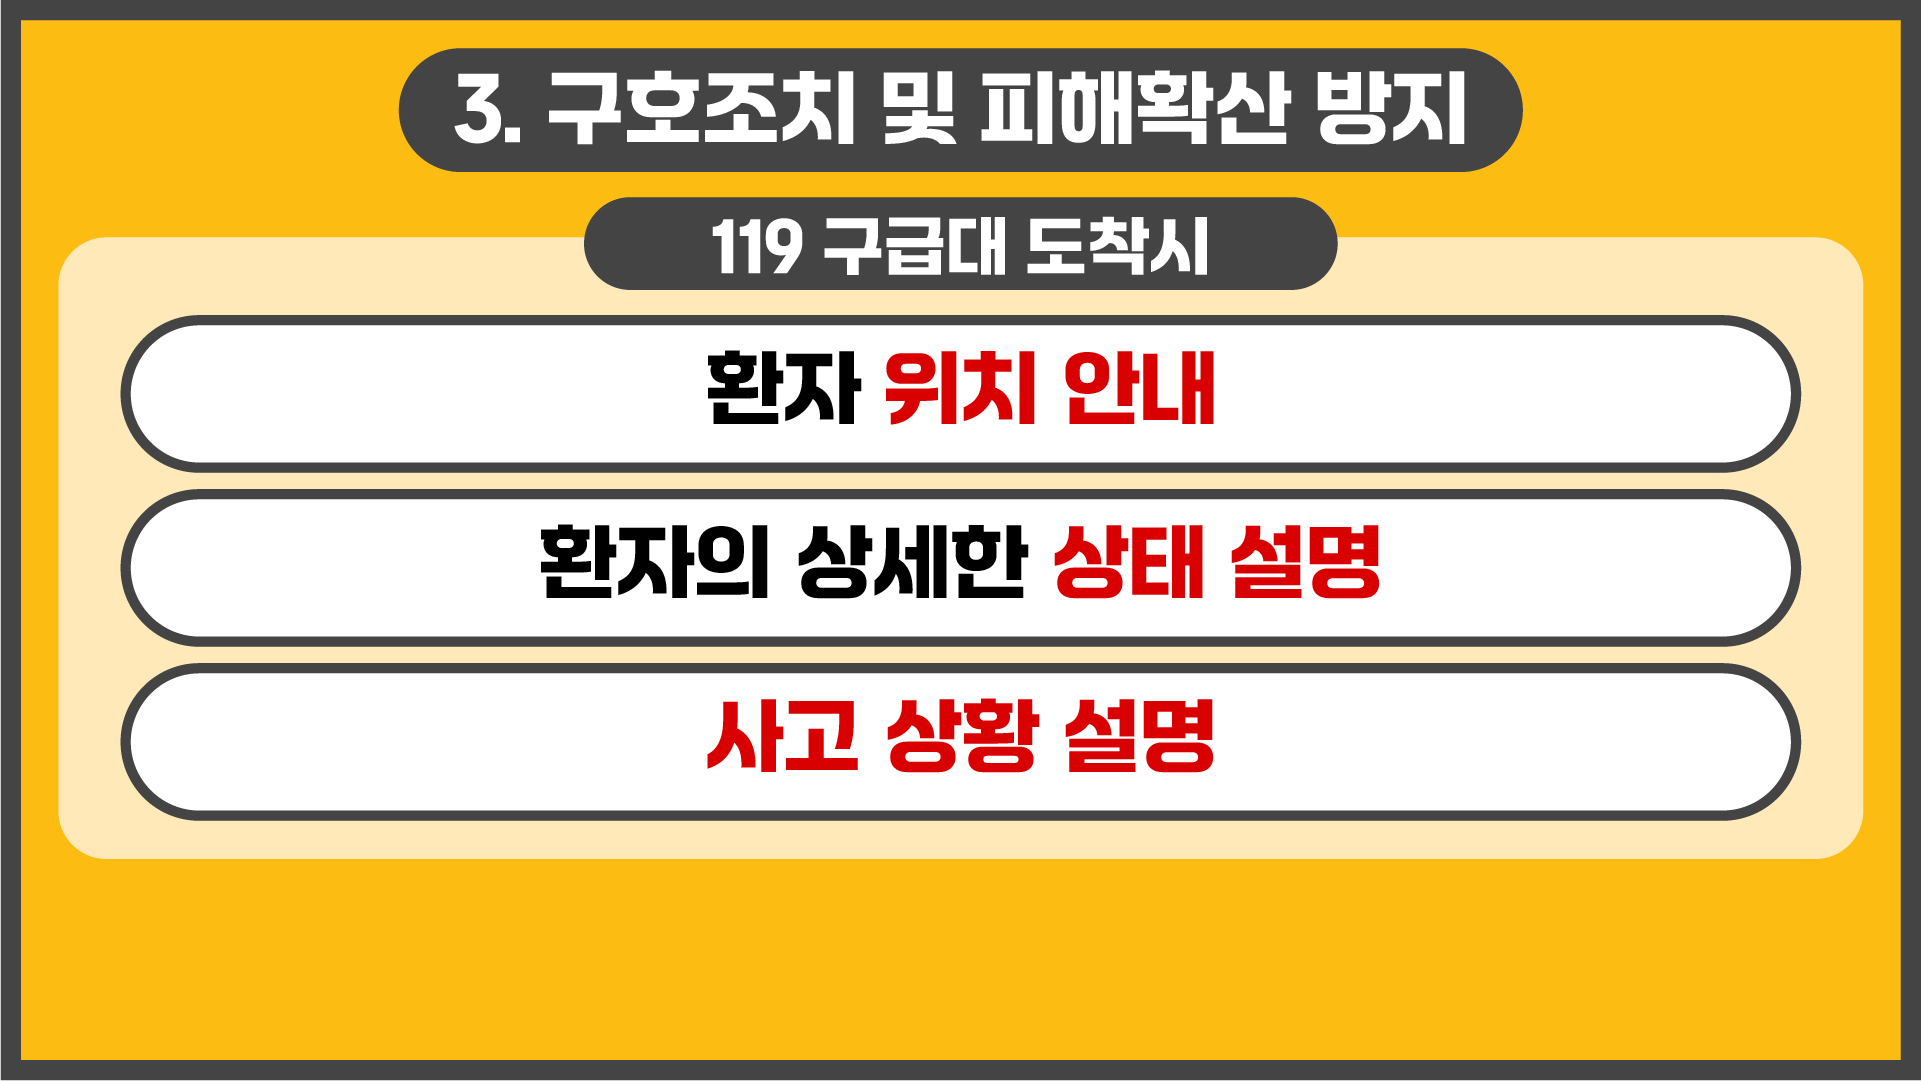 3. 구호조치 및 피해확산 방지
119 구급대 도착시
환자 위치 안내
환자의 상세한 상태 설명
사고 상황 설명